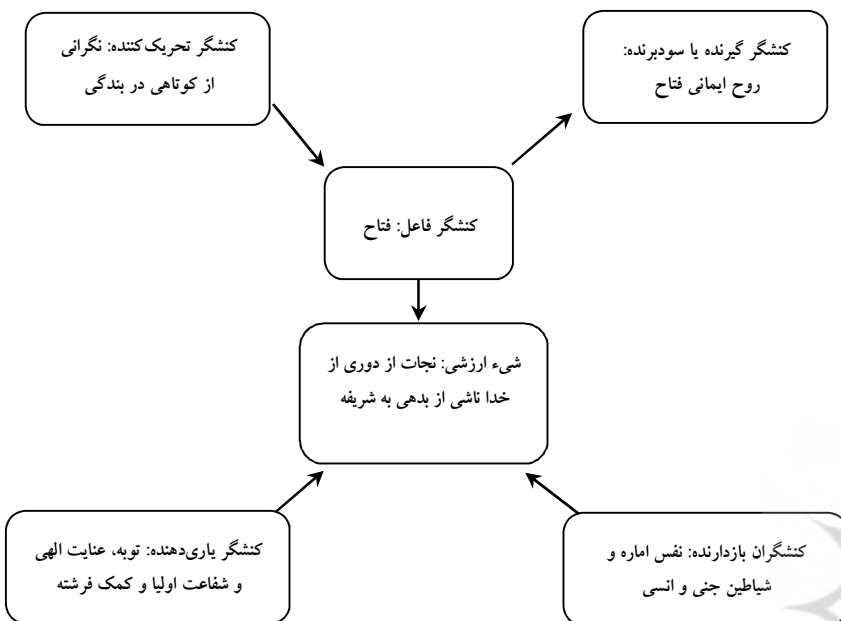 کنشگر گیرنده یا سودبرنده:
روح ایمانی فتاح
کنشگر تحریک‌کننده: نگرانی
از کوتاهی در بندگی
کنشگر فاعل: فتاح
شیء ارزشی: نجات از دوری از
خدا ناشی از بدهی به شریفه
کنشگران بازدارنده: نفس اماره و
شیاطین جنی و انسی
کنشگر یاری‌دهنده: توبه، عنایت الهی
و شفاعت اولیا و کمک فرشته